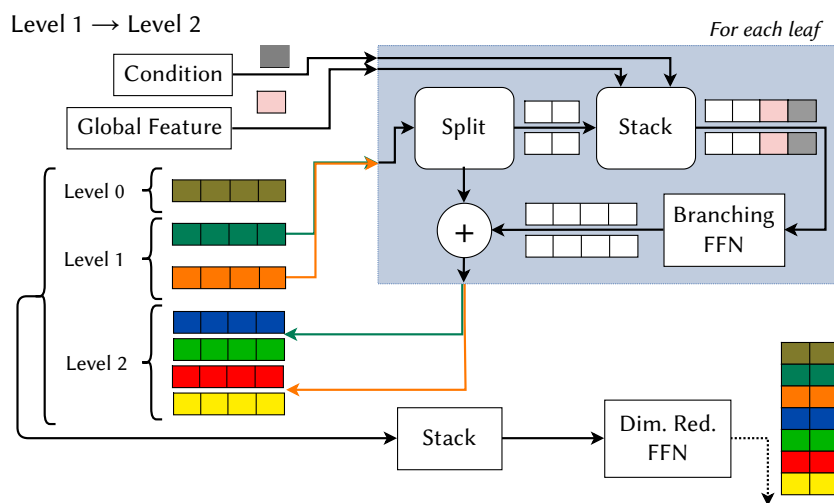 Level 1 → Level 2
For each leaf
Condition
Global Feature
Split
Stack
Level 0
Level 1
+
Branching
FFN
Level 2
Stack
Dim. Red.
FFN